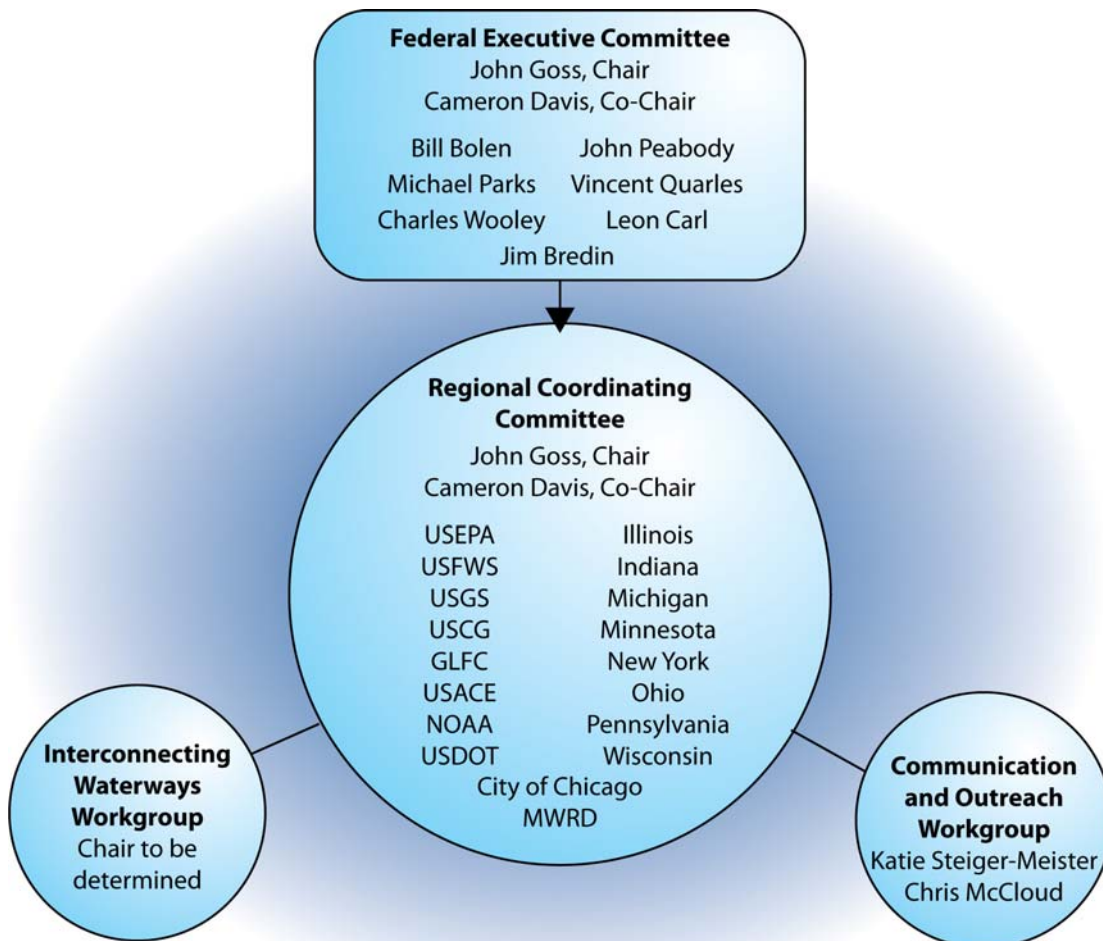 Federal Executive Committee
John Goss, Chair
Cameron Davis, Co-Chair
Bill Bolen John Peabody
Michael Parks Vincent Quarles
Charles Wooley Leon Carl
Jim Bredin
Regional Coordinating
Committee
John Goss, Chair
Cameron Davis, Co-Chair
USEPA Illinois
USFWS Indiana
USGS Michigan
USCG Minnesota
GLFC New York
USACE Ohio
NOAA Pennsylvania
USDOT Wisconsin
City of Chicago
MWRD
Interconnecting
Waterways
Workgroup
Chair to be
determined
Communication
and Outreach
Workgroup
Katie Steiger-Meister
Chris McCloud